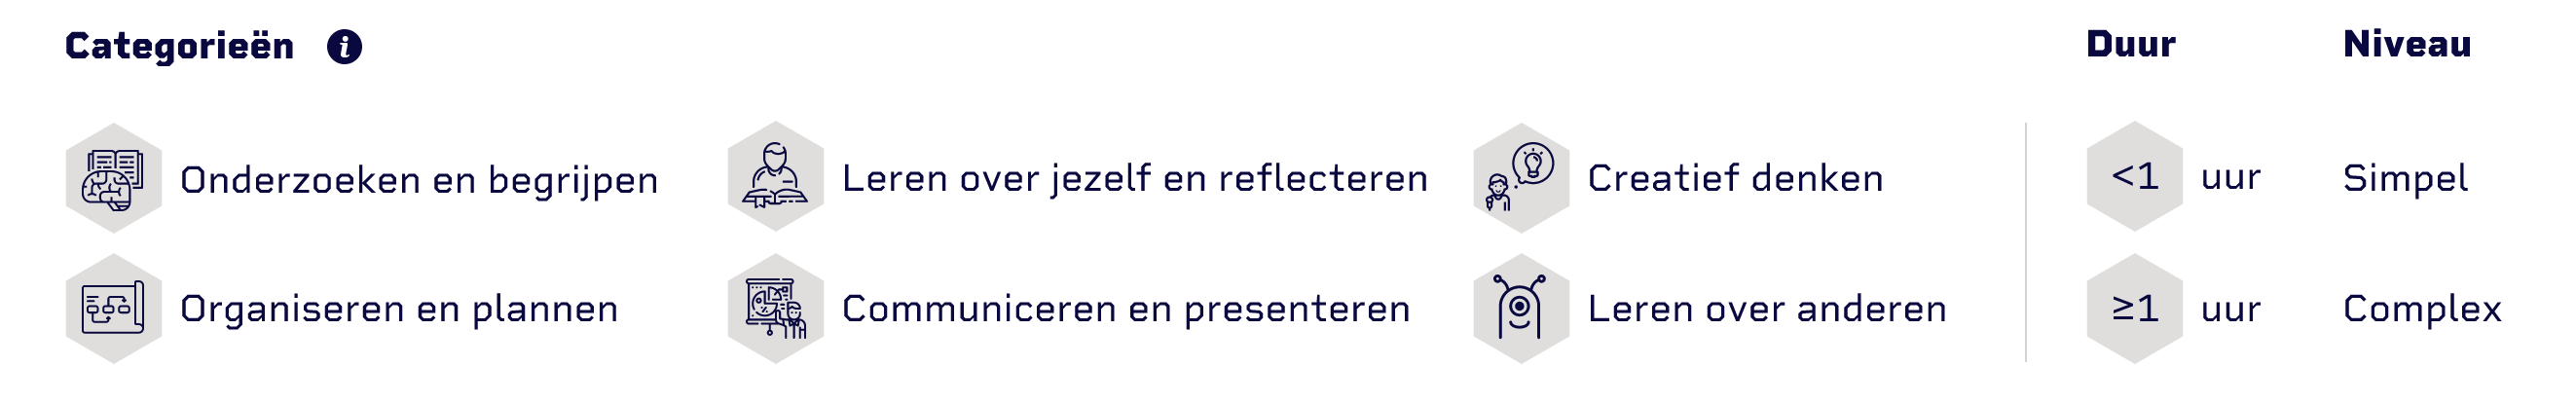 Categorieën i Duur Niveau
Onderzoeken en begrijpen Leren over jezelf en reflecteren Creatief denken <1 uur Simpel
Organiseren en plannen Communiceren en presenteren Leren over anderen ≥1 uur Complex